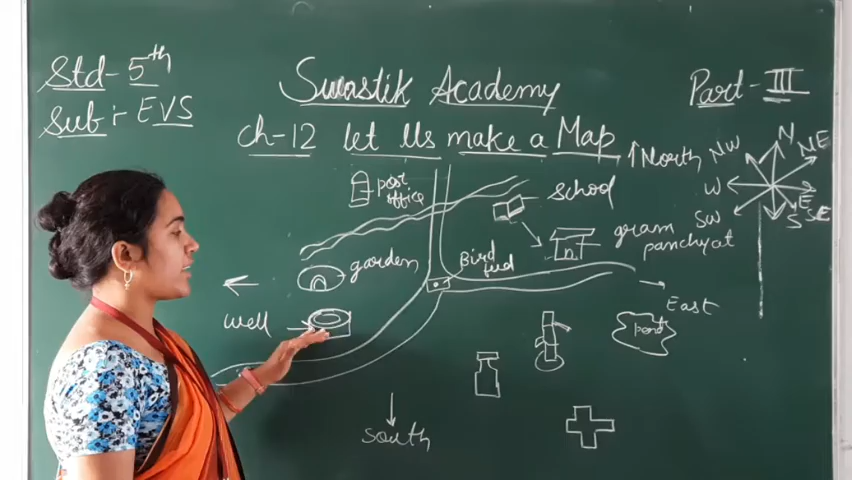 Std- 5th
Sub:- EVS
Swastik Academy
Part- III
ch-12 let Us make a Map
↑North
N
NW
NE
W
E
SW
S
SE
post
office
school
gram
panchyat
garden
Bird
fud
well
East
pond
south